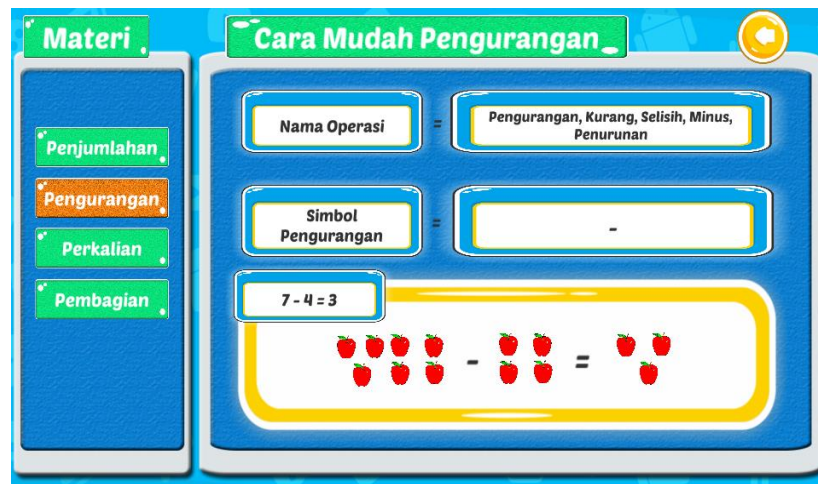 Materi
Cara Mudah Pengurangan
Penjumlahan
Pengurangan
Perkalian
Pembagian
Nama Operasi
=
Pengurangan, Kurang, Selisih, Minus,
Penurunan
Simbol
Pengurangan
=
-
7 - 4 = 3
- =